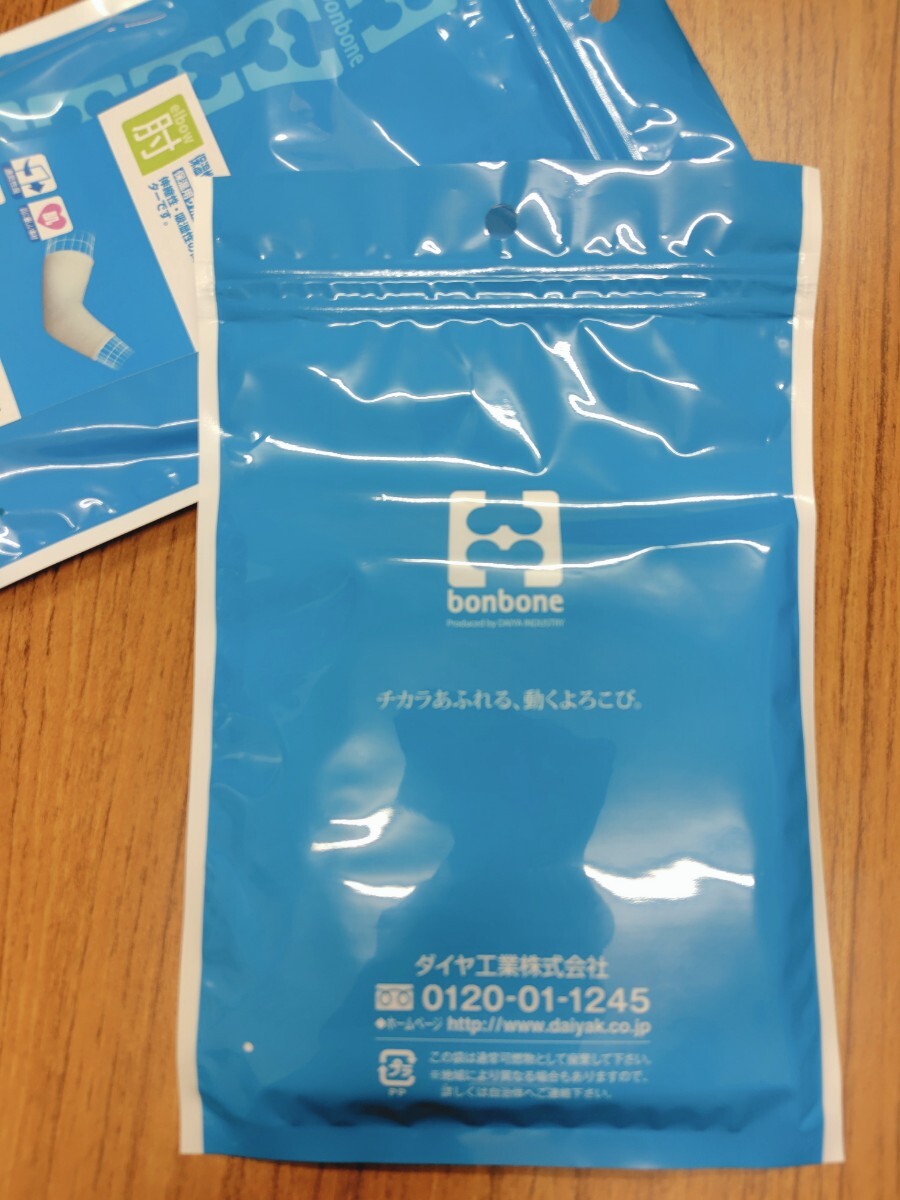 bonbone
elbow
肘
bonbone
Produced by DAIYA INDUSTRY
チカラあふれる、動くよろこび。
ダイヤ工業株式会社
0120-01-1245
◆ホームページ http://www.daiyak.co.jp
プラ
PP
この袋は通常可燃物として廃棄して下さい。
※地域により異なる場合もありますので、
詳しくは自治体へご連絡下さい。